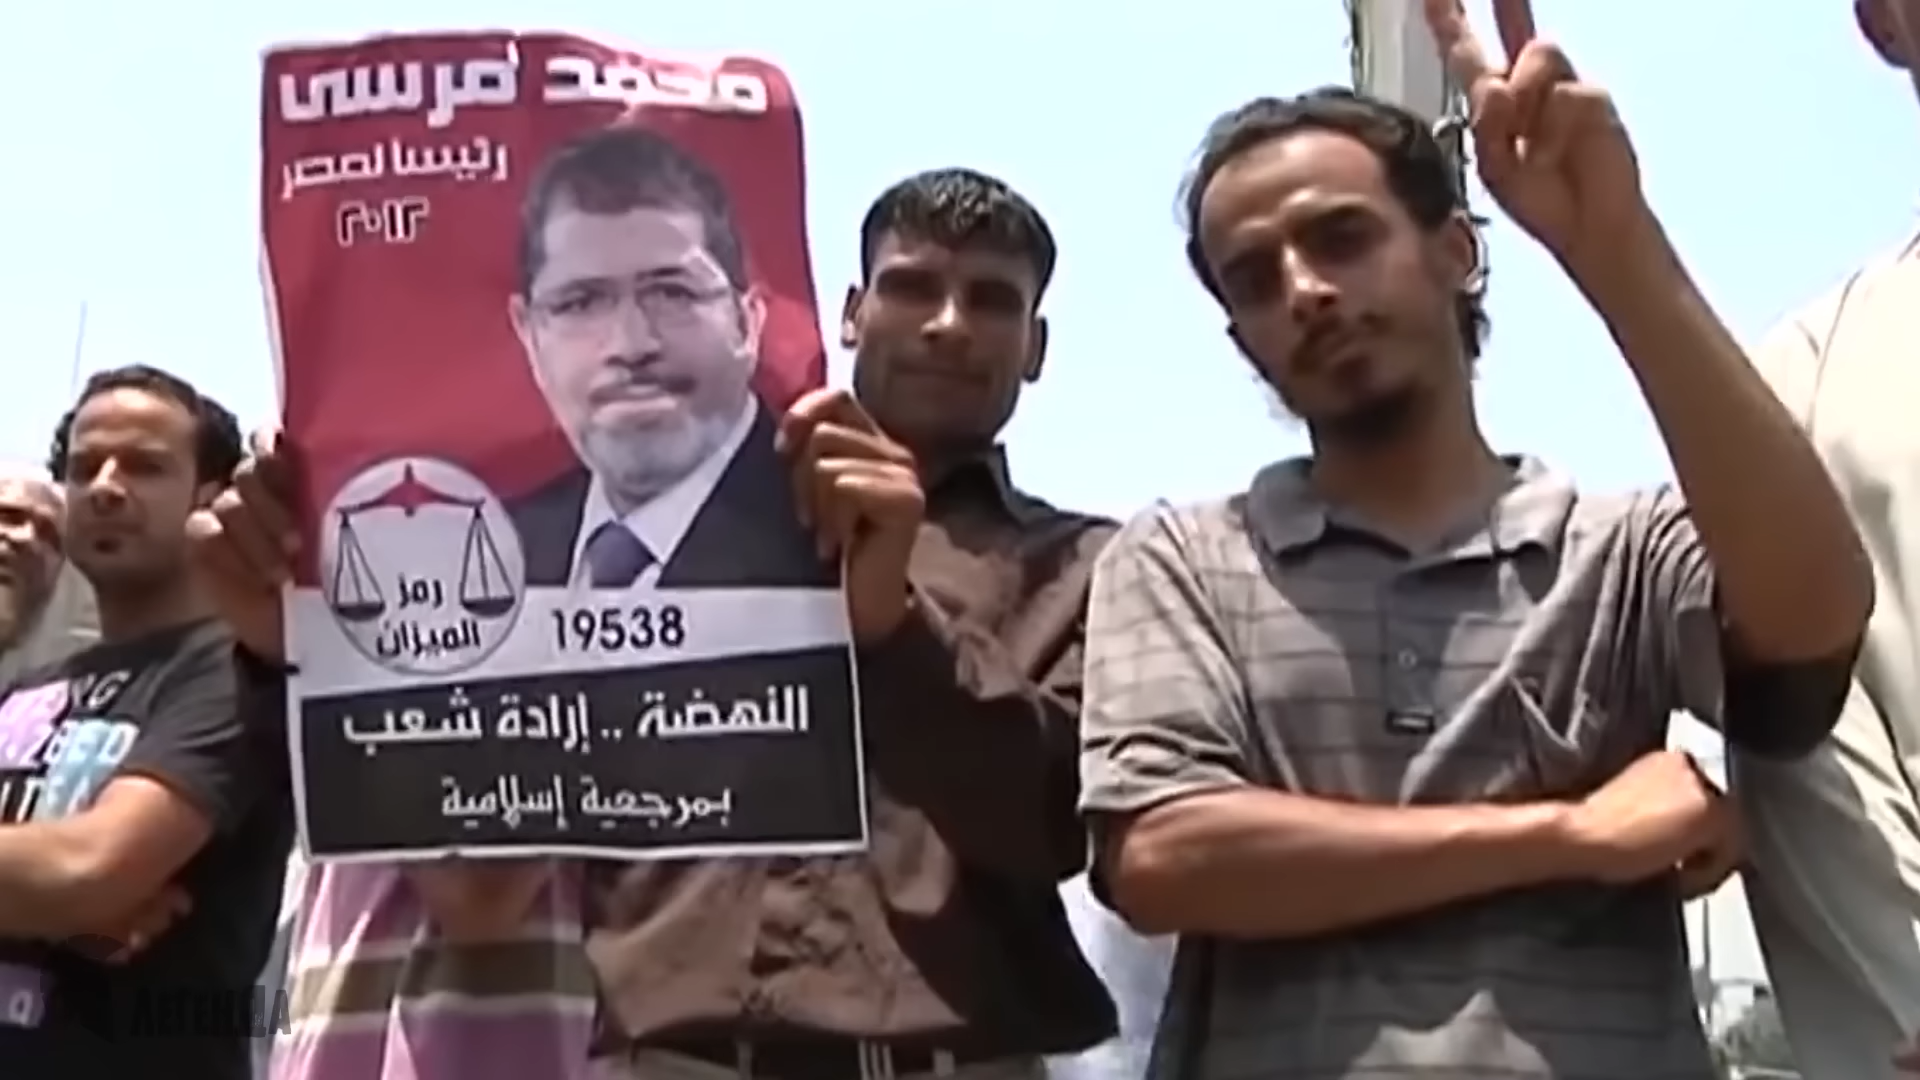 محمد مرسى
رئيسا لمصر
٢٠١٢
رمز
الميزان
19538
النهضة .. إرادة شعب
بمرجعية إسلامية